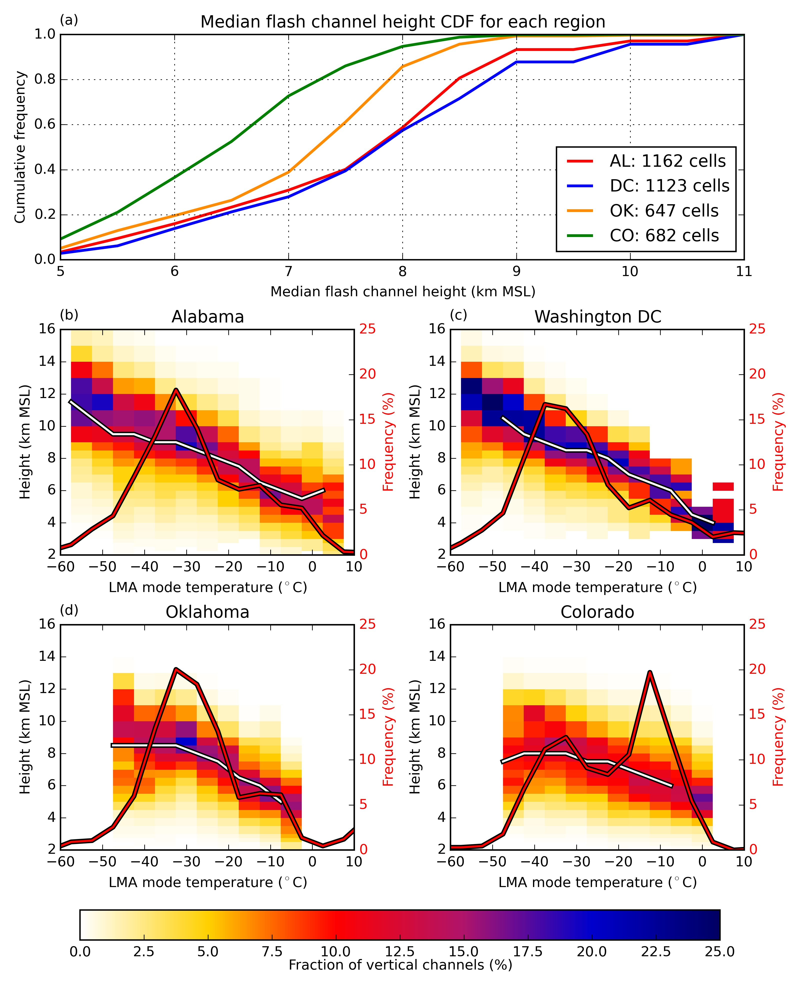 (a)
Median flash channel height CDF for each region
1.0
0.8
0.6
0.4
0.2
0.0
Cumulative frequency
5 6 7 8 9 10 11
Median flash channel height (km MSL)
AL: 1162 cells
DC: 1123 cells
OK: 647 cells
CO: 682 cells
(b)
Alabama
16
14
12
10
8
6
4
2
Height (km MSL)
25
20
15
10
5
0
Frequency (%)
−60 −50 −40 −30 −20 −10 0 10
LMA mode temperature (°C)
(c)
Washington DC
16
14
12
10
8
6
4
2
Height (km MSL)
25
20
15
10
5
0
Frequency (%)
−60 −50 −40 −30 −20 −10 0 10
LMA mode temperature (°C)
(d)
Oklahoma
16
14
12
10
8
6
4
2
Height (km MSL)
25
20
15
10
5
0
Frequency (%)
−60 −50 −40 −30 −20 −10 0 10
LMA mode temperature (°C)
Colorado
16
14
12
10
8
6
4
2
Height (km MSL)
25
20
15
10
5
0
Frequency (%)
−60 −50 −40 −30 −20 −10 0 10
LMA mode temperature (°C)
0.0 2.5 5.0 7.5 10.0 12.5 15.0 17.5 20.0 22.5 25.0
Fraction of vertical channels (%)